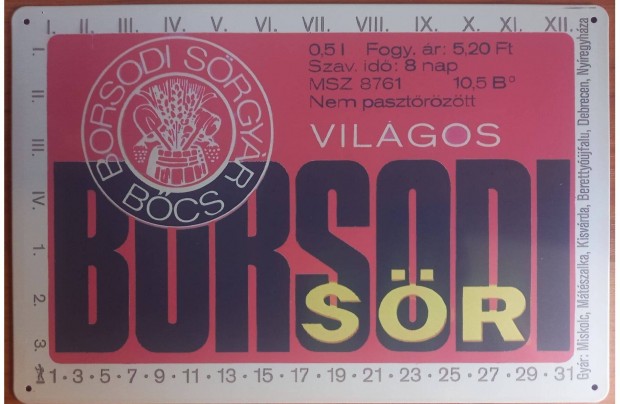 I. II. III. IV. V. VI. VII. VIII. IX. X. XI. XII.
I.
II.
III.
IV.
1.
2.
3.
BORSODI SÖRGYÁR
BŐCS
0,5 l Fogy. ár: 5,20 Ft
Szav. idő: 8 nap
MSZ 8761 10,5 B°
Nem pasztőrözött
VILÁGOS
BORSODI
SÖR
Gyár: Miskolc, Mátészalka, Kisvárda, Berettyóújfalu, Debrecen, Nyíregyháza
1·3·5·7·9·11·13·15·17·19·21·23·25·27·29·31